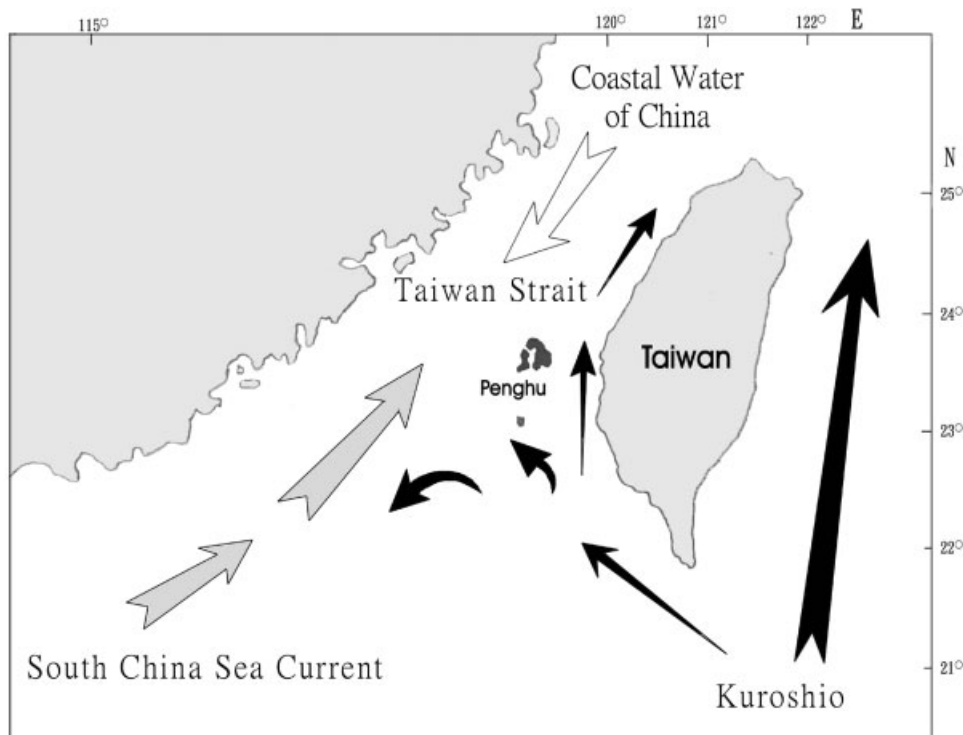 115° 120° 121° 122° E
Coastal Water
of China
N
25°
Taiwan Strait
24°
Taiwan
Penghu
23°
22°
South China Sea Current
21°
Kuroshio